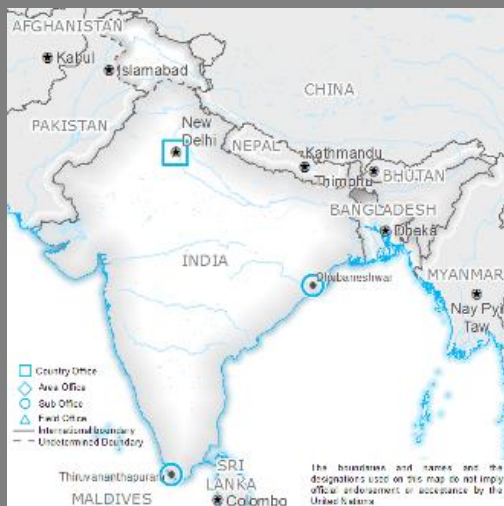 AFGHANISTAN
Kabul
Islamabad
CHINA
PAKISTAN
New
Delhi
NEPAL
Kathmandu
Thimphu
BHUTAN
BANGLADESH
Dhaka
INDIA
MYANMAR
Bhubaneshwar
Nay Pyi
Taw
Country Office
Area Office
Sub Office
Field Office
International boundary
Undetermined Boundary
Thiruvananthapuram
SRI
LANKA
MALDIVES
Colombo
The boundaries and names and the
designations used on this map do not imply
official endorsement or acceptance by the
United Nations